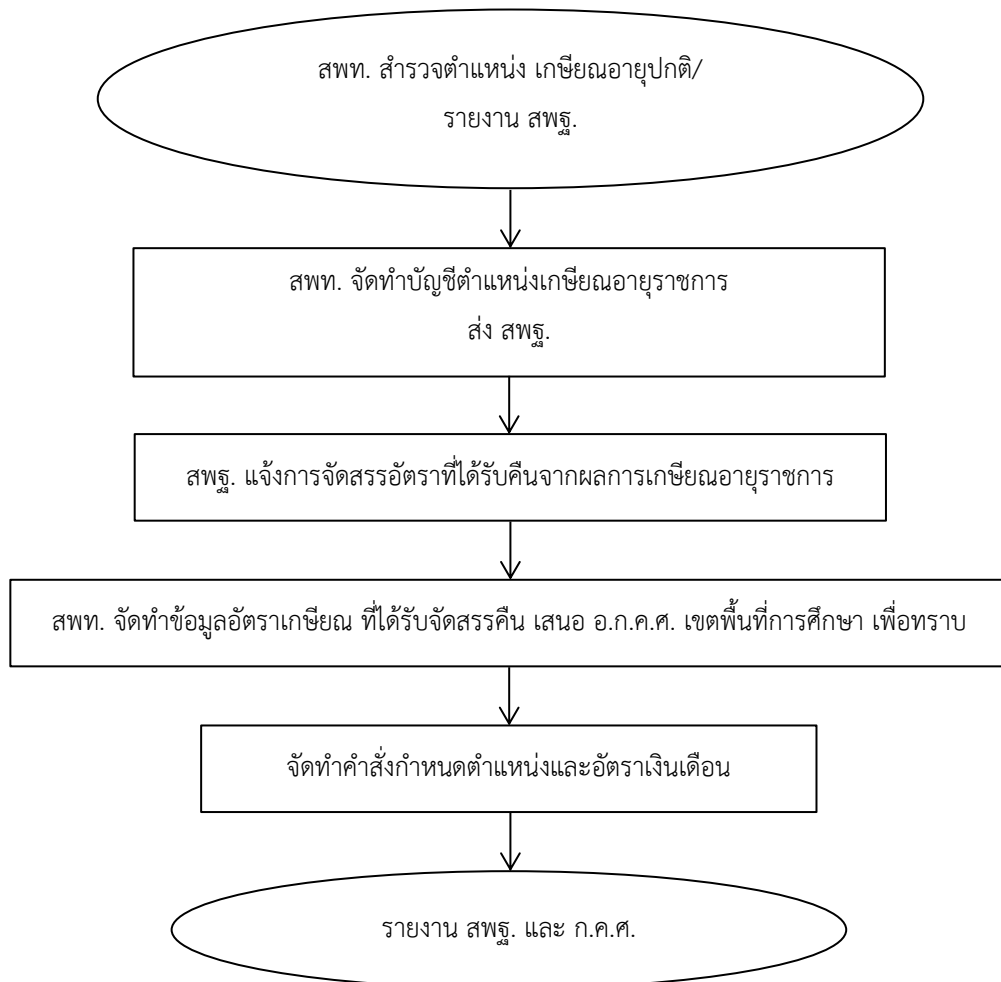 สพท. สำรวจตำแหน่ง เกษียณอายุปกติ/
รายงาน สพฐ.
สพท. จัดทำบัญชีตำแหน่งเกษียณอายุราชการ
ส่ง สพฐ.
สพฐ. แจ้งการจัดสรรอัตราที่ได้รับคืนจากผลการเกษียณอายุราชการ
สพท. จัดทำข้อมูลอัตราเกษียณ ที่ได้รับจัดสรรคืน เสนอ อ.ก.ค.ศ. เขตพื้นที่การศึกษา เพื่อทราบ
จัดทำคำสั่งกำหนดตำแหน่งและอัตราเงินเดือน
รายงาน สพฐ. และ ก.ค.ศ.